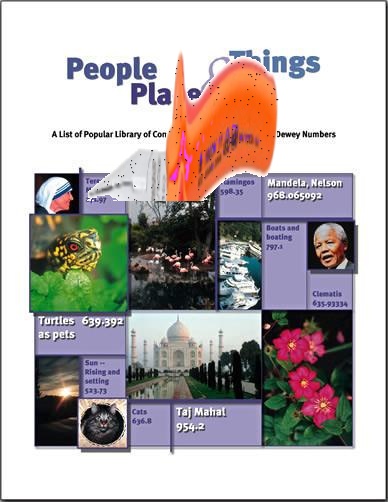 People
& Things
Place
A List of Popular Library of Con
Dewey Numbers
598.35
Mandela, Nelson
968.065092
Boats and
boating
797.1
Clematis
635.93334
Turtles 639.392
as pets
Sun --
Rising and
setting
523.73
Cats
636.8
Taj Mahal
954.2